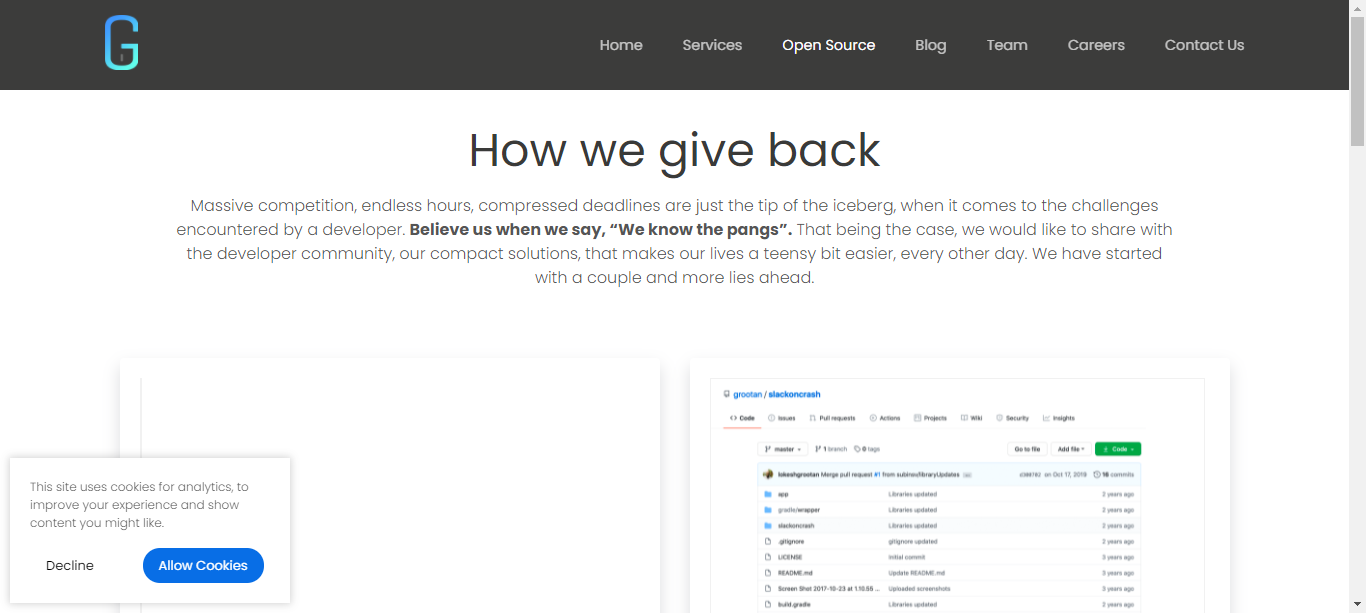 G
Home Services Open Source Blog Team Careers Contact Us
How we give back
Massive competition, endless hours, compressed deadlines are just the tip of the iceberg, when it comes to the challenges
encountered by a developer. Believe us when we say, “We know the pangs”. That being the case, we would like to share with
the developer community, our compact solutions, that makes our lives a teensy bit easier, every other day. We have started
with a couple and more lies ahead.
grootan / slackoncrash
<> Code Issues Pull requests Actions Projects Wiki Security Insights
master 1 branch 0 tags Go to file Add file Code
lokeshgrootan Merge pull request #1 from subinev/libraryUpdates on Oct 17, 2019 16 commits
app Libraries updated 2 years ago
gradle/wrapper Libraries updated 2 years ago
slackoncrash Libraries updated 2 years ago
.gitignore gitignore updated 2 years ago
LICENSE Initial commit 3 years ago
README.md Update README.md 3 years ago
Screen Shot 2017-10-23 at 1.10.55 ... Uploaded screenshots 3 years ago
build.gradle Libraries updated 2 years ago
This site uses cookies for analytics, to
improve your experience and show
content you might like.
Decline Allow Cookies